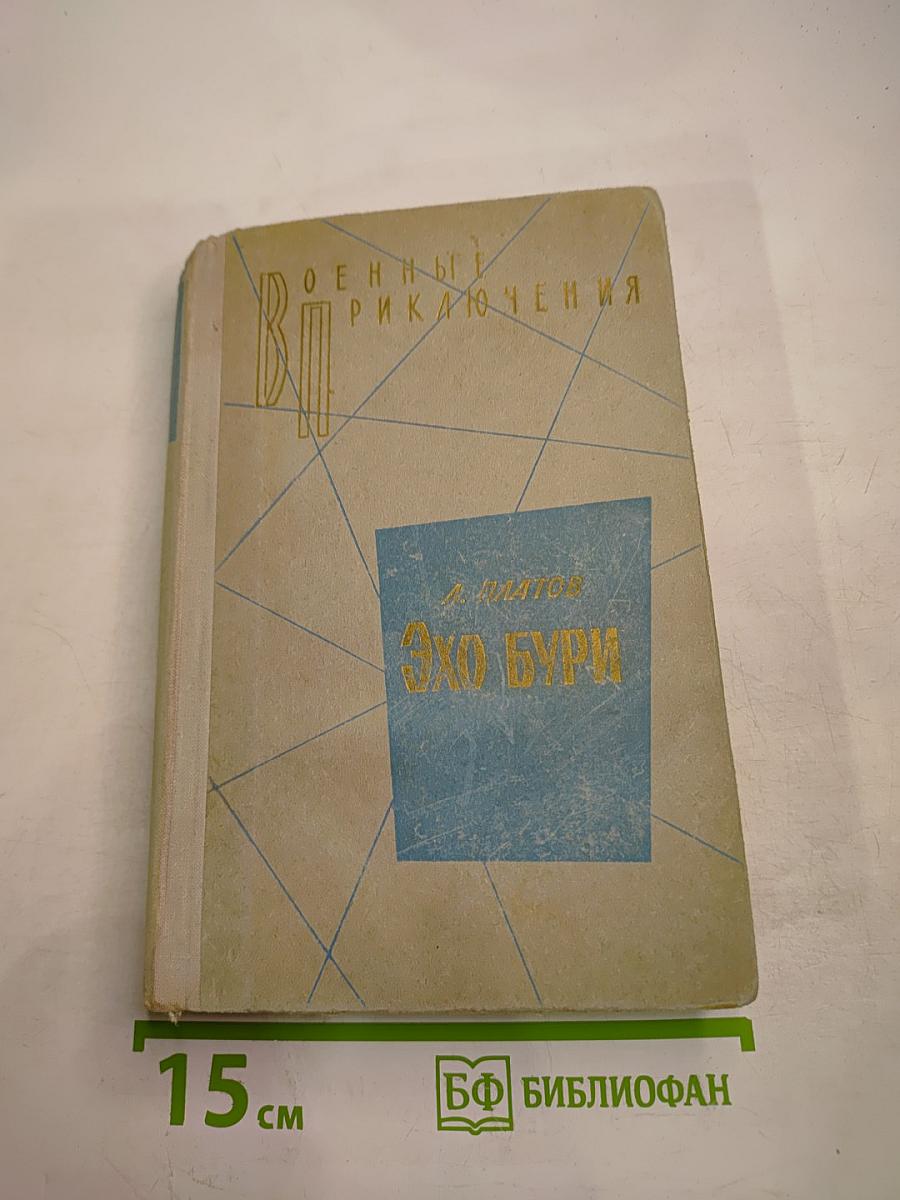 Военные
Приключения
Л. ПЛАТОВ
ЭХО БУРИ
15 см
БФ БИБЛИОФАН